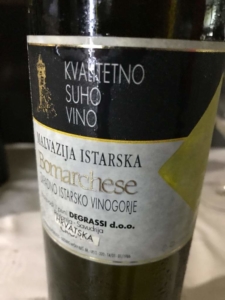 KVALITETNO
SUHO
VINO
MALVAZIJA ISTARSKA
Bomarchese
ISTARSKO VINOGORJE
DEGRASSI d.o.o.
HRVATSKA